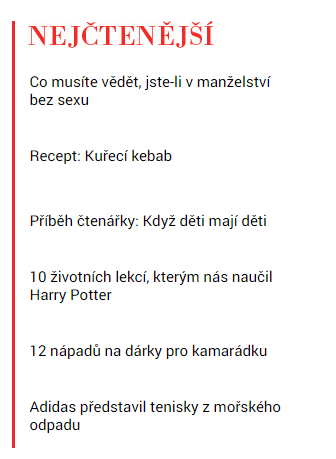 NEJČTENĚJŠÍ
Co musíte vědět, jste-li v manželství
bez sexu
Recept: Kuřecí kebab
Příběh čtenářky: Když děti mají děti
10 životních lekcí, kterým nás naučil
Harry Potter
12 nápadů na dárky pro kamarádku
Adidas představil tenisky z mořského
odpadu